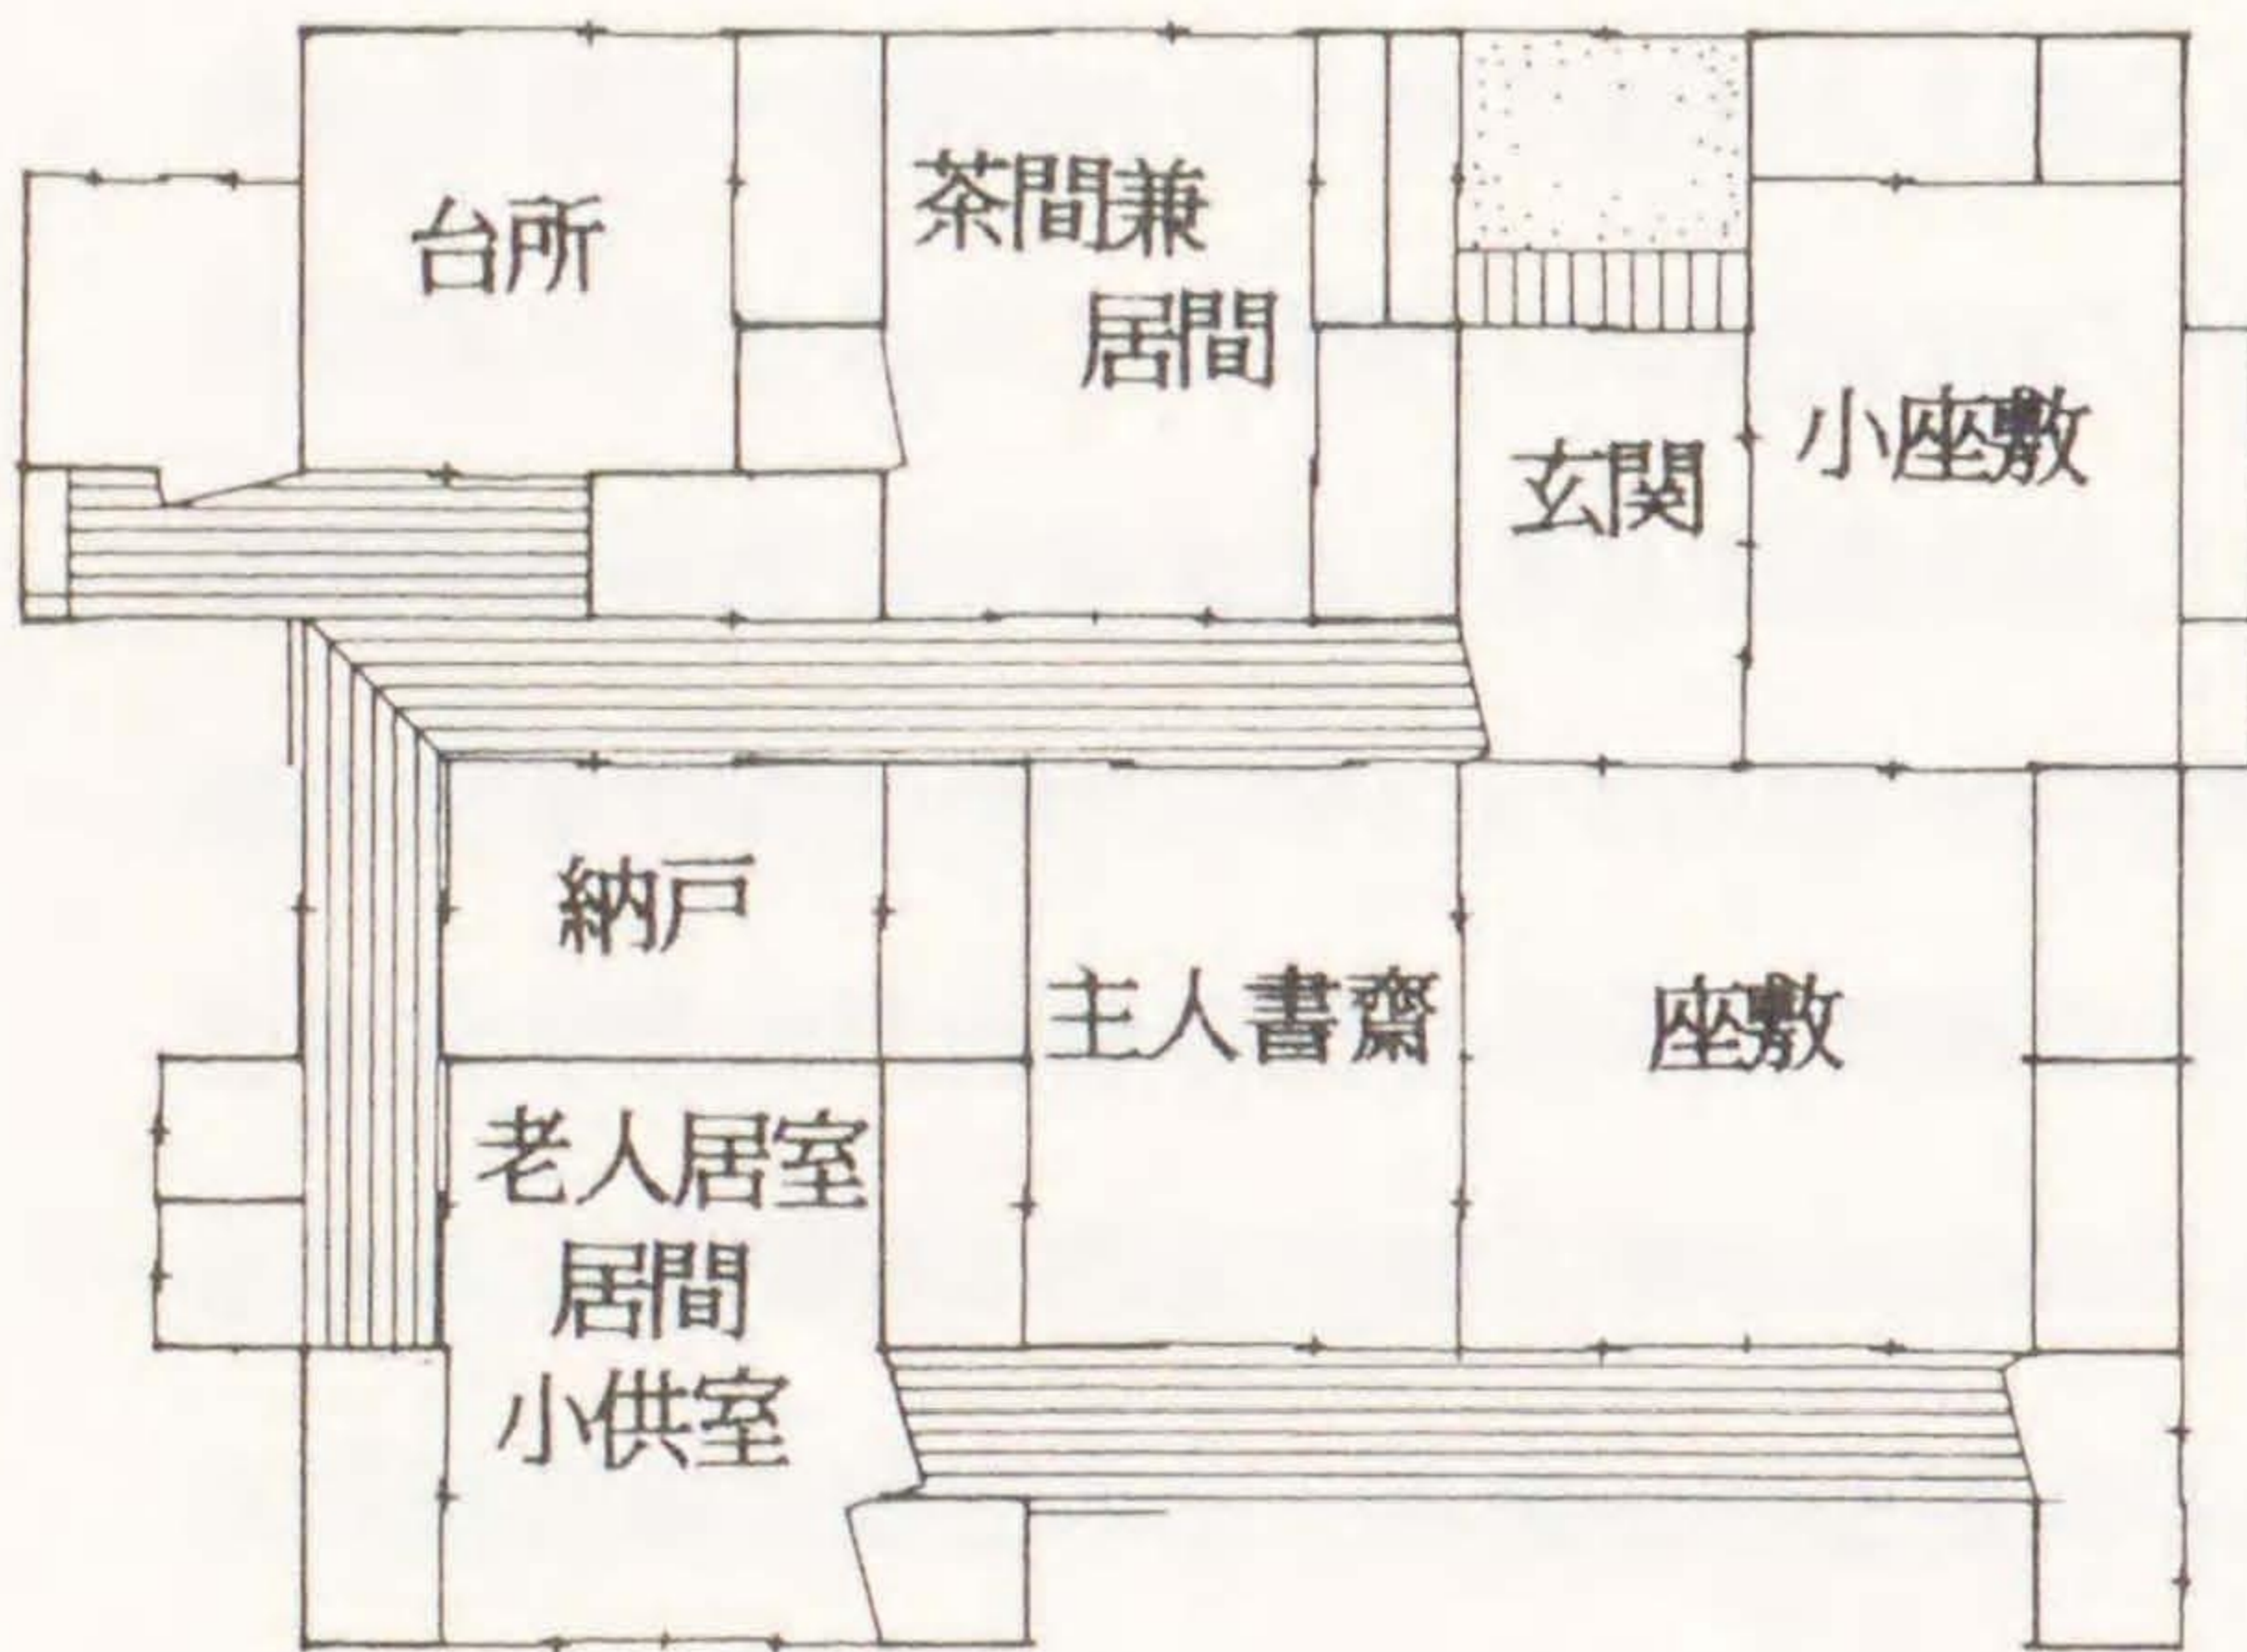 台所
茶間兼
居間
玄関
小座敷
納戸
主人書齋
座敷
老人居室
居間
小供室